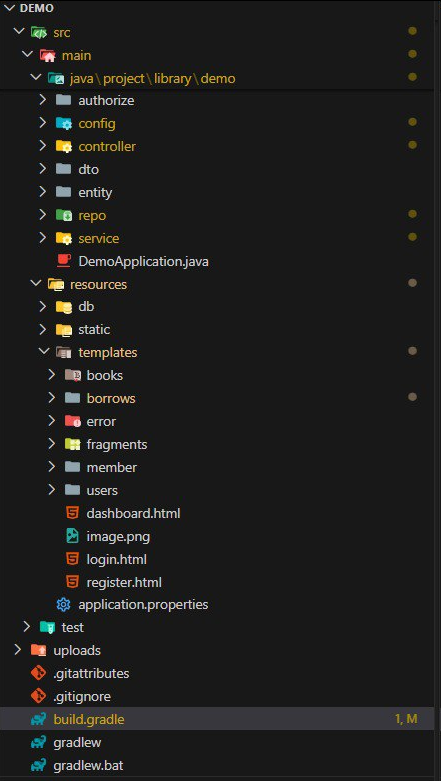 DEMO
src
main
java\project\library\demo
authorize
config
controller
dto
entity
repo
service
DemoApplication.java
resources
db
static
templates
books
borrows
error
fragments
member
users
dashboard.html
image.png
login.html
register.html
application.properties
test
uploads
.gitattributes
.gitignore
build.gradle 1, M
gradlew
gradlew.bat